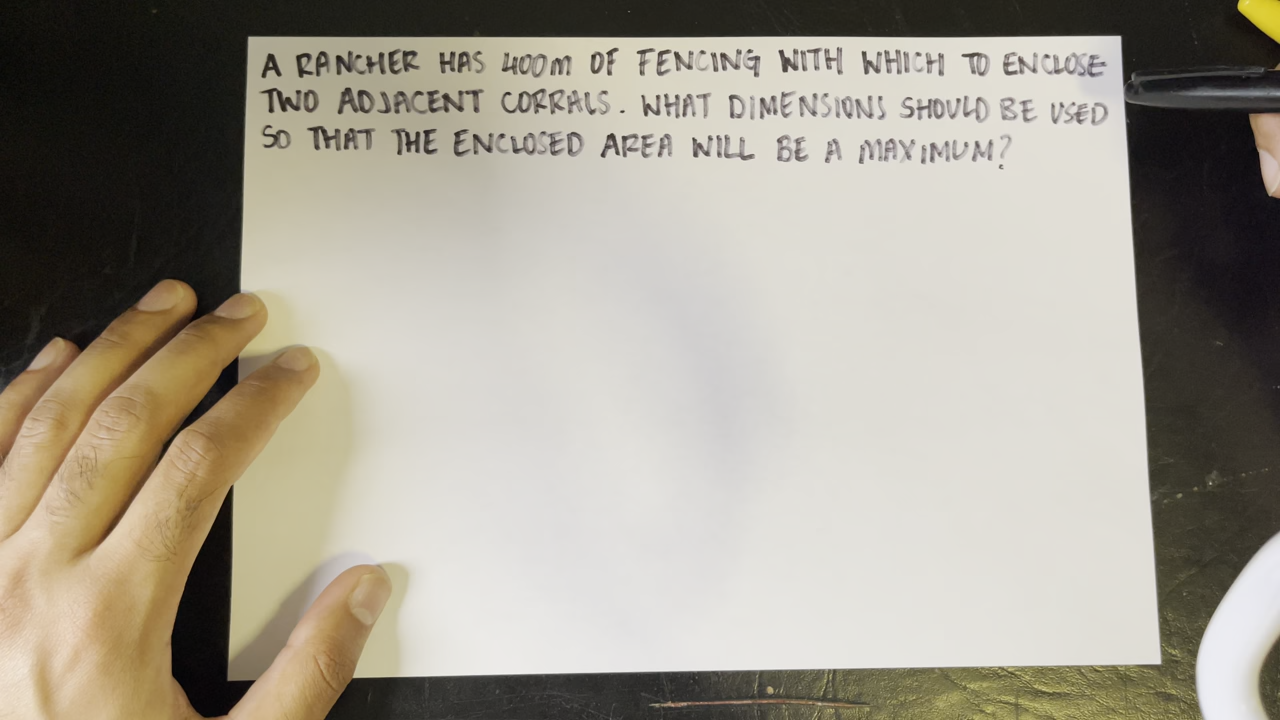 A RANCHER HAS 400m OF FENCING WITH WHICH TO ENCLOSE
TWO ADJACENT CORRALS. WHAT DIMENSIONS SHOULD BE USED
SO THAT THE ENCLOSED AREA WILL BE A MAXIMUM?